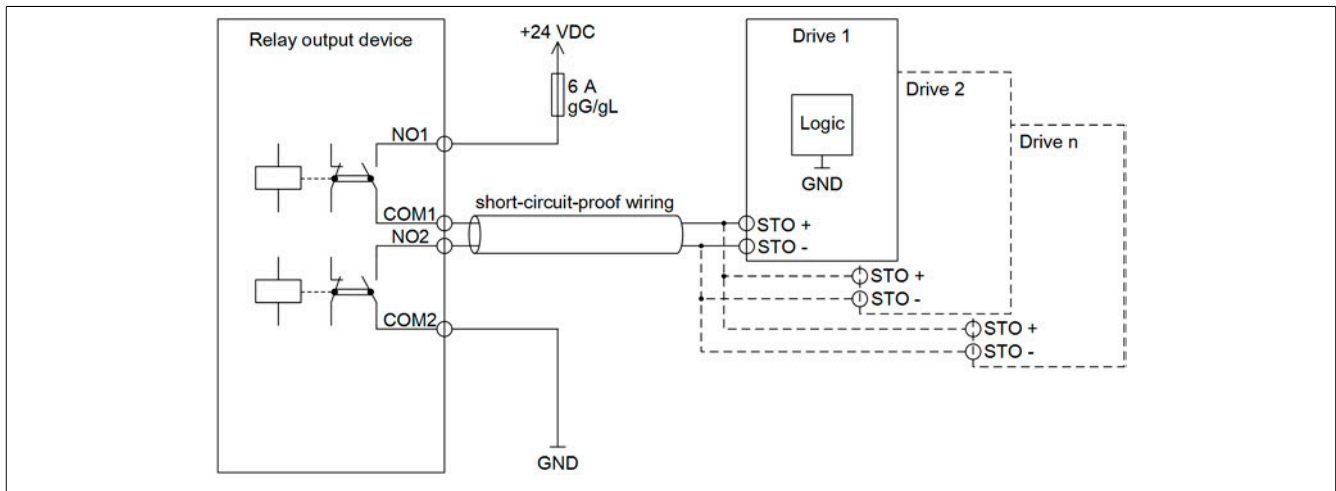 Relay output device
+24 VDC
6 A
gG/gL
NO1
COM1
NO2
COM2
GND
short-circuit-proof wiring
Drive 1
Logic
GND
STO +
STO -
Drive 2
STO +
STO -
Drive n
STO +
STO -